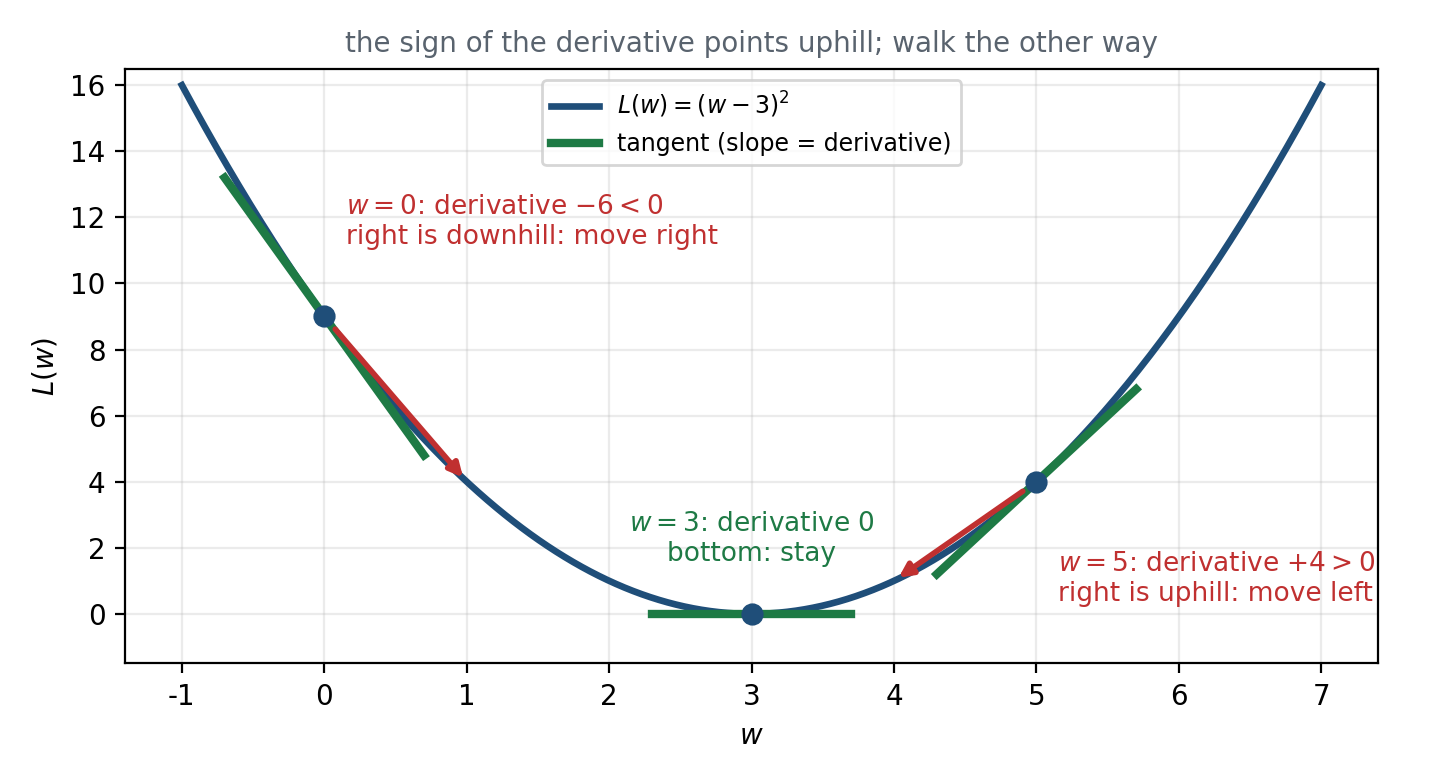 the sign of the derivative points uphill; walk the other way
L(w) = (w − 3)²
tangent (slope = derivative)
w = 0: derivative −6 < 0
right is downhill: move right
w = 3: derivative 0
bottom: stay
w = 5: derivative +4 > 0
right is uphill: move left
L(w)
16
14
12
10
8
6
4
2
0
-1 0 1 2 3 4 5 6 7
w